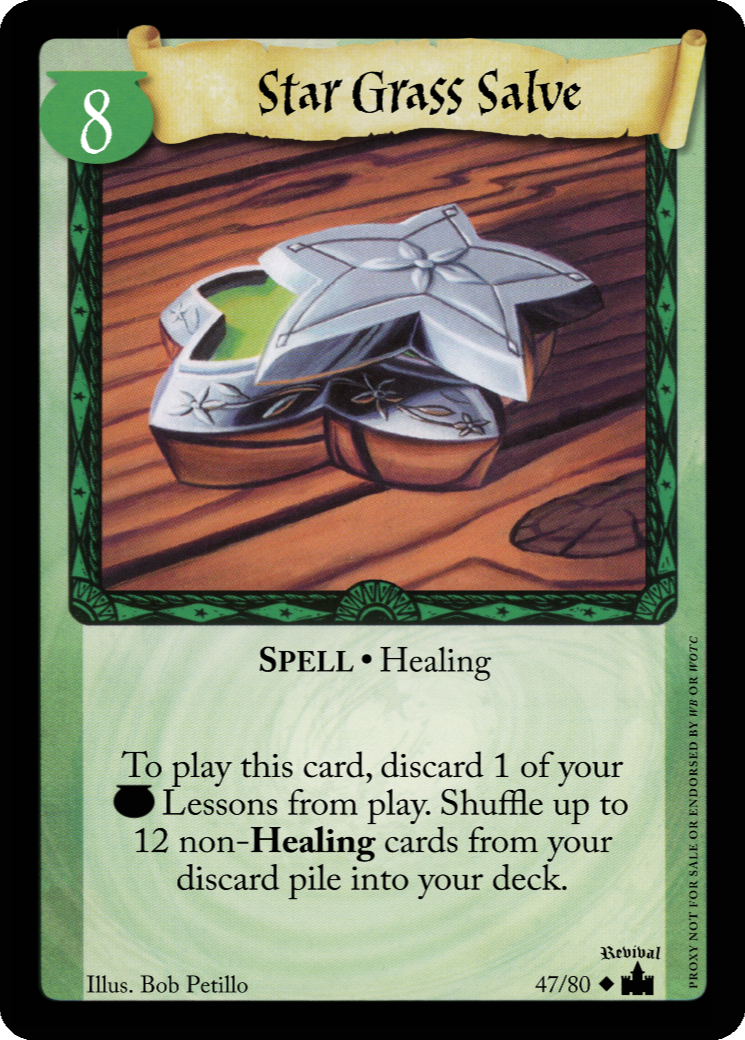 8
Star Grass Salve
SPELL • Healing
To play this card, discard 1 of your
Lessons from play. Shuffle up to
12 non-Healing cards from your
discard pile into your deck.
PROXY NOT FOR SALE OR ENDORSED BY WB OR WOTC
Revival
Illus. Bob Petillo
47/80